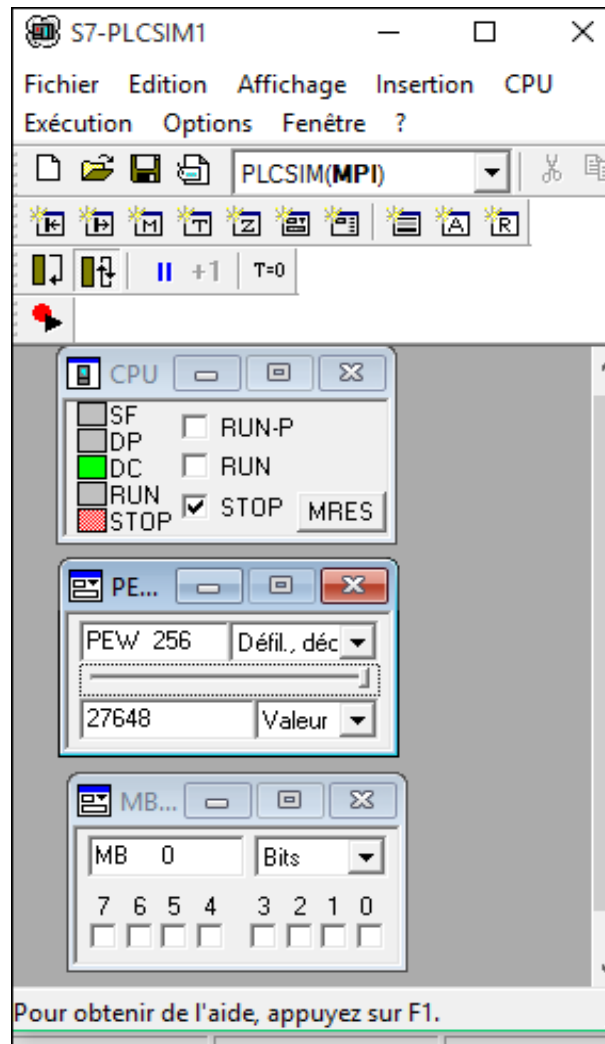 S7-PLCSIM1
Fichier Edition Affichage Insertion CPU
Exécution Options Fenêtre ?
PLCSIM(MPI)
M T Z A R
+1 T=0
CPU
SF
DP
DC
RUN
STOP
RUN-P
RUN
STOP MRES
PE...
PEW 256 Défil., déc
27648 Valeur
MB...
MB 0 Bits
7 6 5 4 3 2 1 0
Pour obtenir de l'aide, appuyez sur F1.